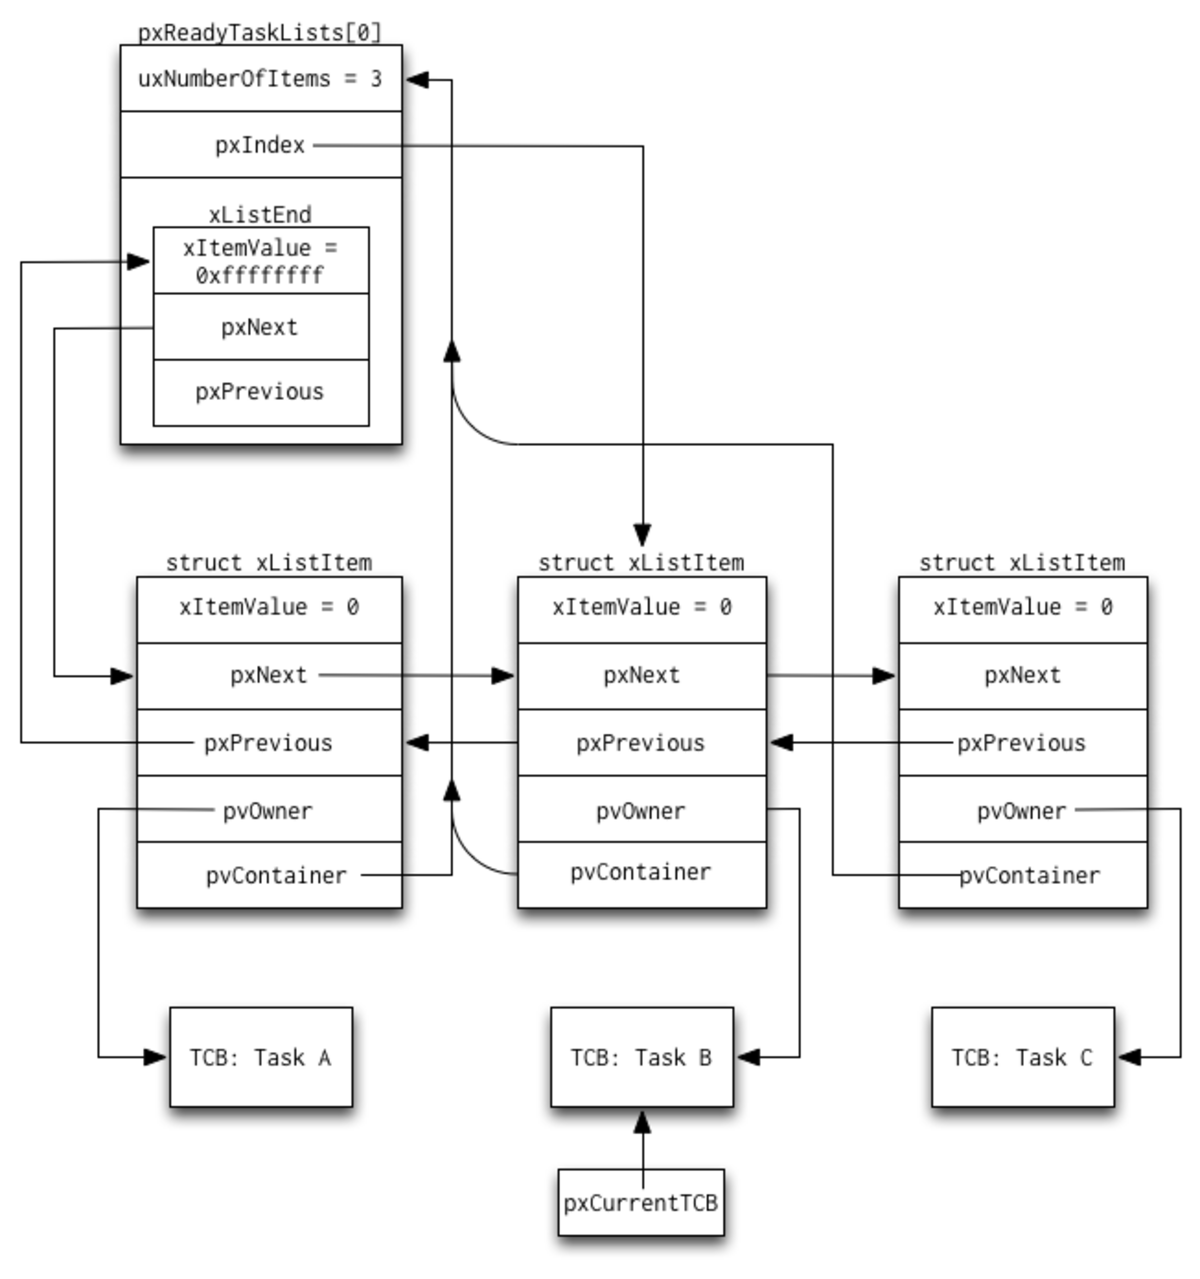 pxReadyTaskLists[0]
uxNumberOfItems = 3
pxIndex
xListEnd
xItemValue =
0xffffffff
pxNext
pxPrevious
struct xListItem
xItemValue = 0
pxNext
pxPrevious
pvOwner
pvContainer
struct xListItem
xItemValue = 0
pxNext
pxPrevious
pvOwner
pvContainer
struct xListItem
xItemValue = 0
pxNext
pxPrevious
pvOwner
pvContainer
TCB: Task A
TCB: Task B
TCB: Task C
pxCurrentTCB